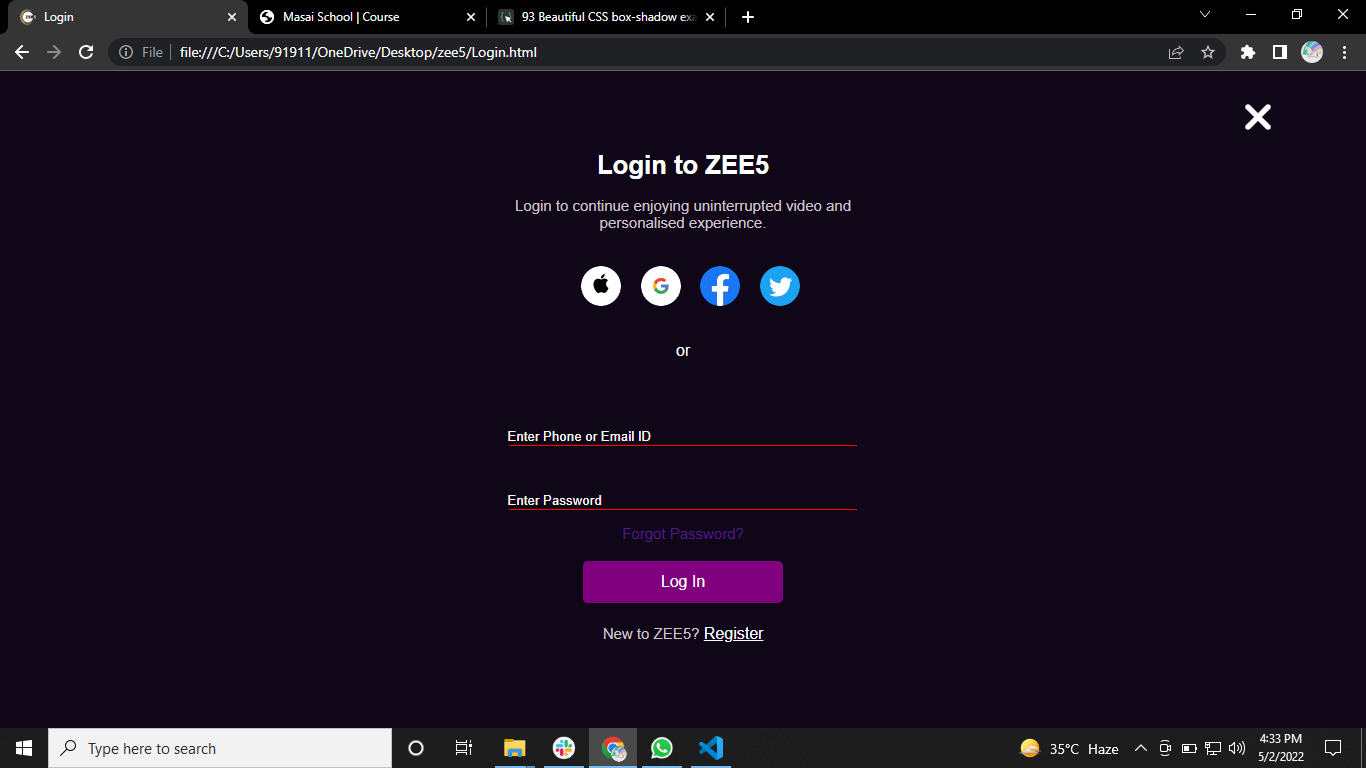 Login
Masai School | Course
93 Beautiful CSS box-shadow exa
File
file:///C:/Users/91911/OneDrive/Desktop/zee5/Login.html
Login to ZEE5
Login to continue enjoying uninterrupted video and
personalised experience.
G
or
Enter Phone or Email ID
Enter Password
Forgot Password?
Log In
New to ZEE5? Register
Type here to search
35°C Haze
4:33 PM
5/2/2022